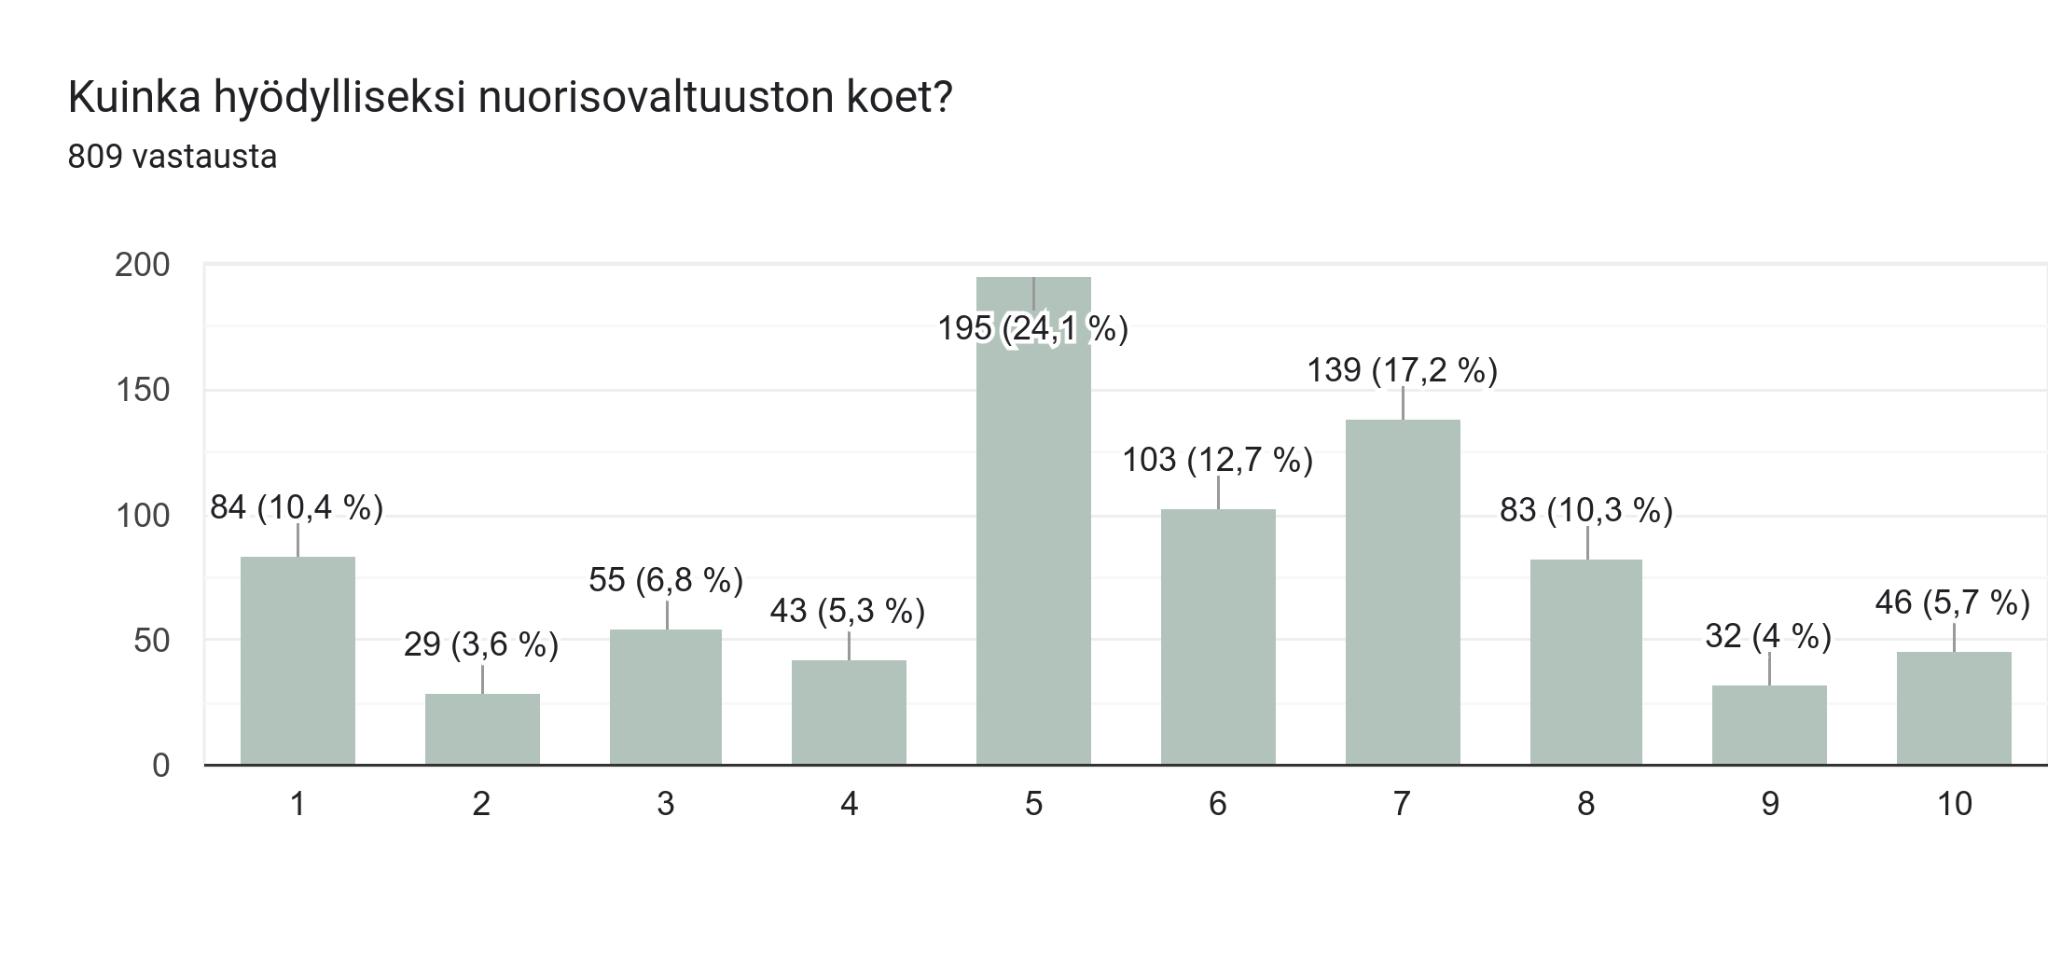 Kuinka hyödylliseksi nuorisovaltuuston koet?
809 vastausta
200
150
100
50
0
84 (10,4 %)
29 (3,6 %)
55 (6,8 %)
43 (5,3 %)
195 (24,1 %)
103 (12,7 %)
139 (17,2 %)
83 (10,3 %)
32 (4 %)
46 (5,7 %)
1 2 3 4 5 6 7 8 9 10